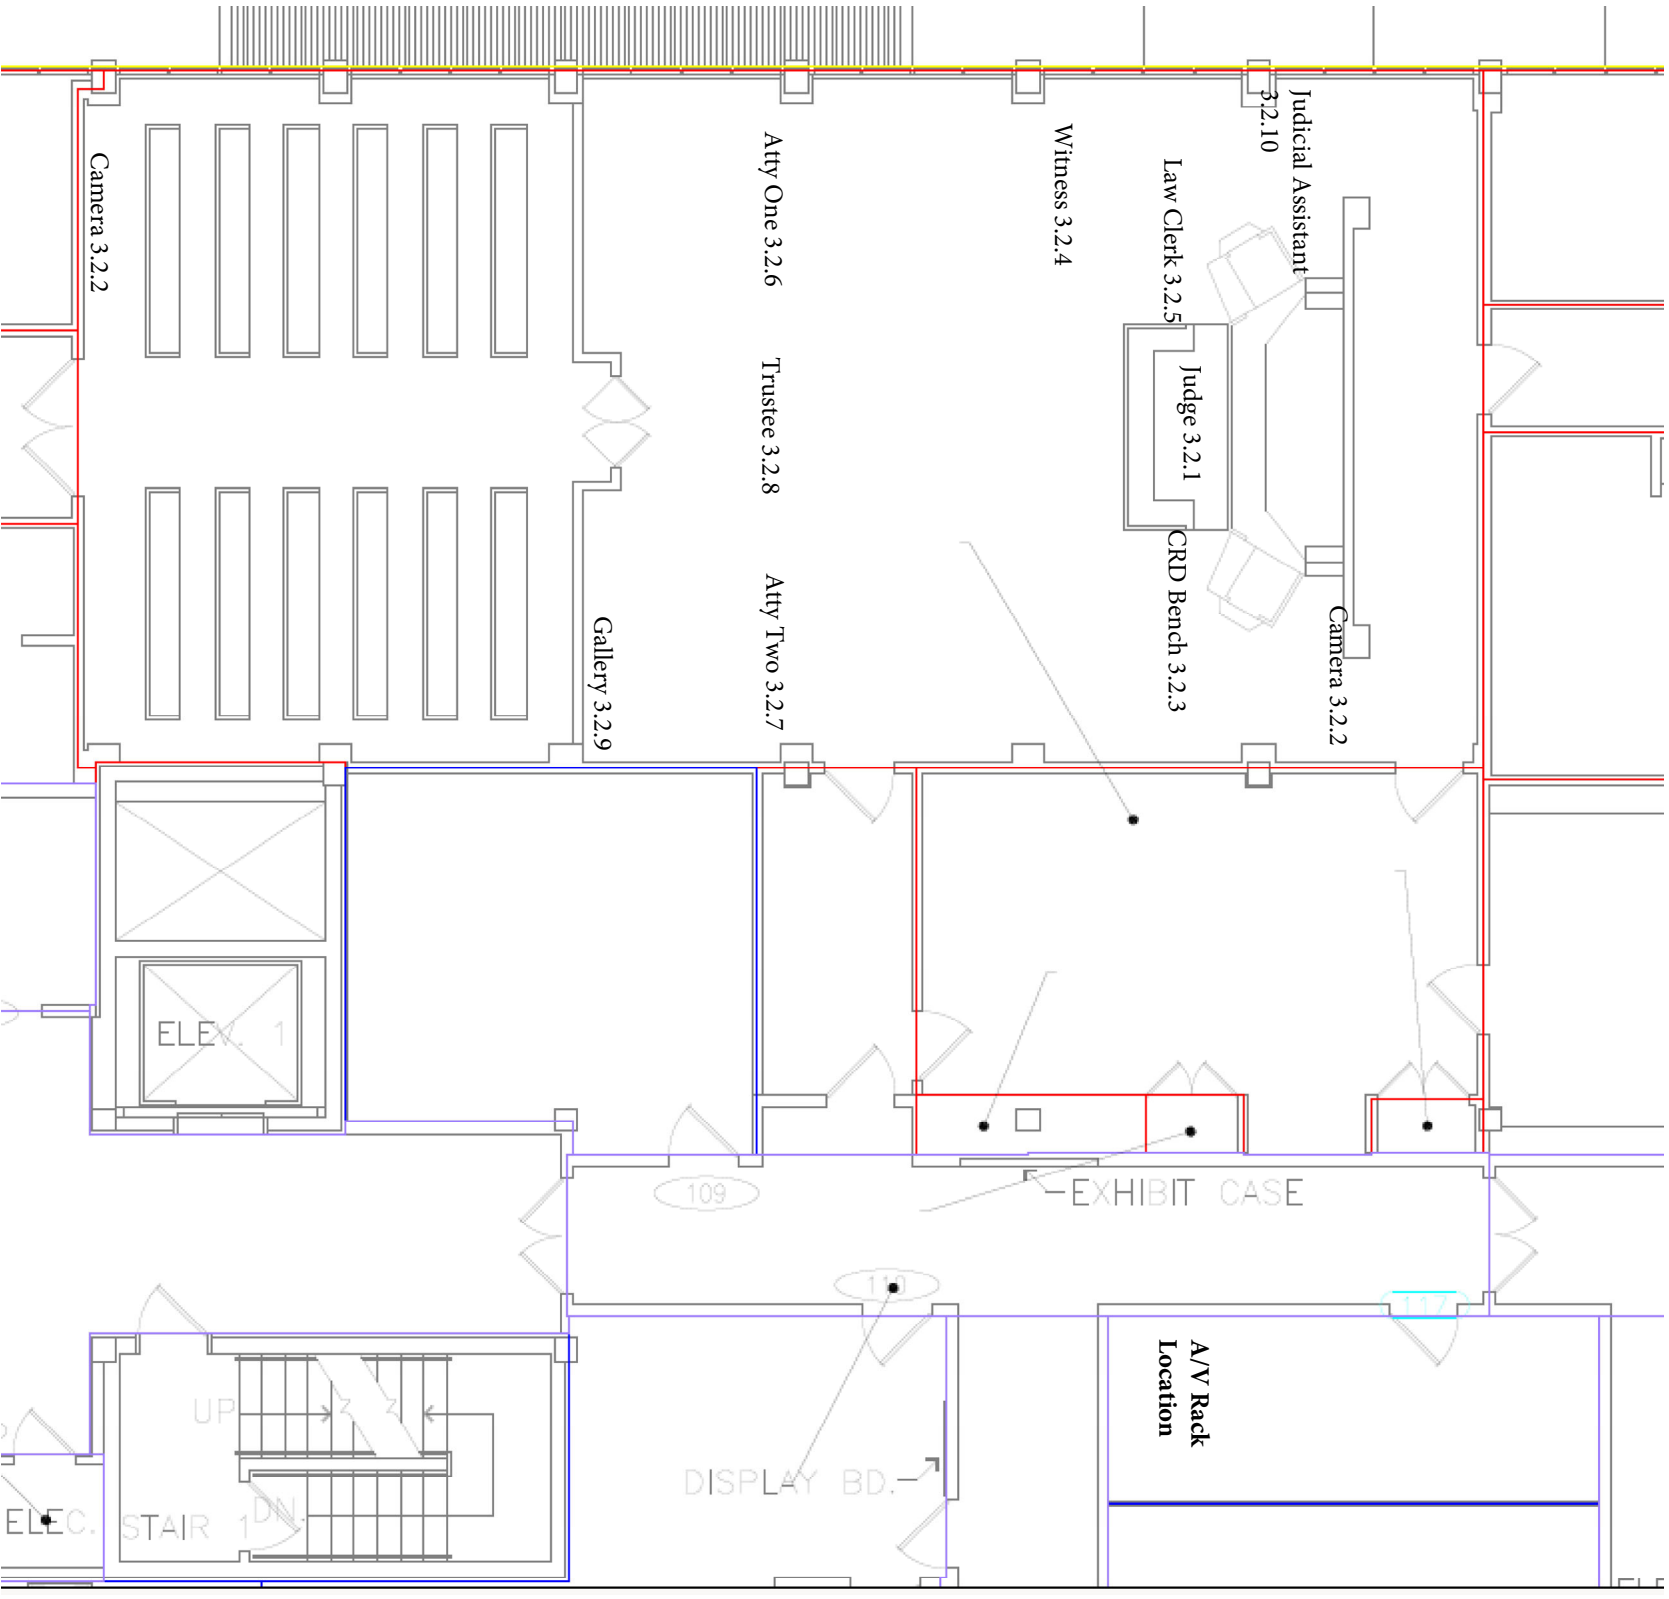 Judicial Assistant
3.2.10
Camera 3.2.2
Atty One 3.2.6
Witness 3.2.4
Law Clerk 3.2.5
Trustee 3.2.8
Judge 3.2.1
Gallery 3.2.9
Atty Two 3.2.7
CRD Bench 3.2.3
Camera 3.2.2
ELEV. 1
109
EXHIBIT CASE
110
117
A/V Rack
Location
UP
DISPLAY BD.
DN.
ELEC.
STAIR 1